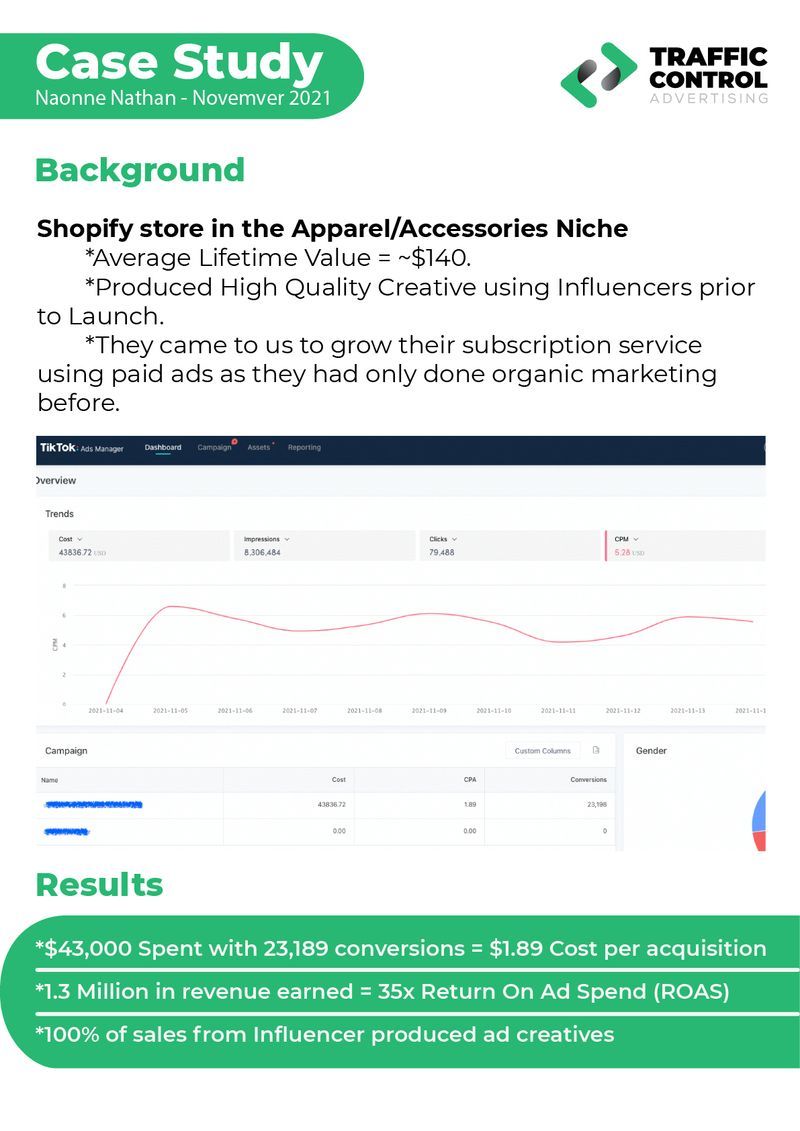 Case Study
Naonne Nathan - Novemver 2021
TRAFFIC
CONTROL
ADVERTISING
Background
Shopify store in the Apparel/Accessories Niche
*Average Lifetime Value = ~$140.
*Produced High Quality Creative using Influencers prior
to Launch.
*They came to us to grow their subscription service
using paid ads as they had only done organic marketing
before.
TikTok: Ads Manager Dashboard Campaign Assets Reporting
Overview
Trends
Cost Impressions Clicks CPM
43836.72 USD 8,306,484 79,488 5.28 USD
8
6
4
2
0
CPM
2021-11-04 2021-11-05 2021-11-06 2021-11-07 2021-11-08 2021-11-09 2021-11-10 2021-11-11 2021-11-12 2021-11-13 2021-11-1
Campaign Custom Columns Gender
Name Cost CPA Conversions
43836.72 1.89 23,198
0.00 0.00 0
Results
*$43,000 Spent with 23,189 conversions = $1.89 Cost per acquisition
*1.3 Million in revenue earned = 35x Return On Ad Spend (ROAS)
*100% of sales from Influencer produced ad creatives